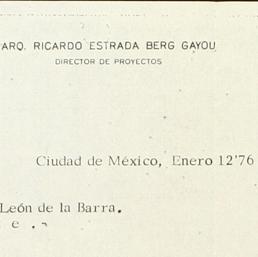 ARQ. RICARDO ESTRADA BERG GAYOU
DIRECTOR DE PROYECTOS
Ciudad de México, Enero 12'76
León de la Barra.
e .